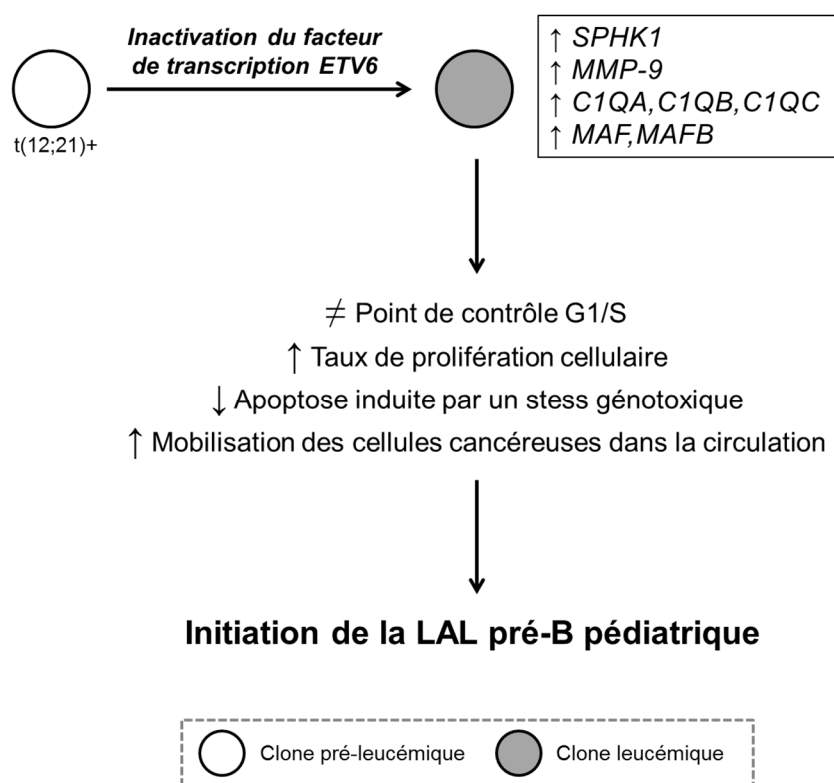 Inactivation du facteur
de transcription ETV6
t(12;21)+
↑ SPHK1
↑ MMP-9
↑ C1QA,C1QB,C1QC
↑ MAF,MAFB
≠ Point de contrôle G1/S
↑ Taux de prolifération cellulaire
↓ Apoptose induite par un stress génotoxique
↑ Mobilisation des cellules cancéreuses dans la circulation
Initiation de la LAL pré-B pédiatrique
Clone pré-leucémique
Clone leucémique